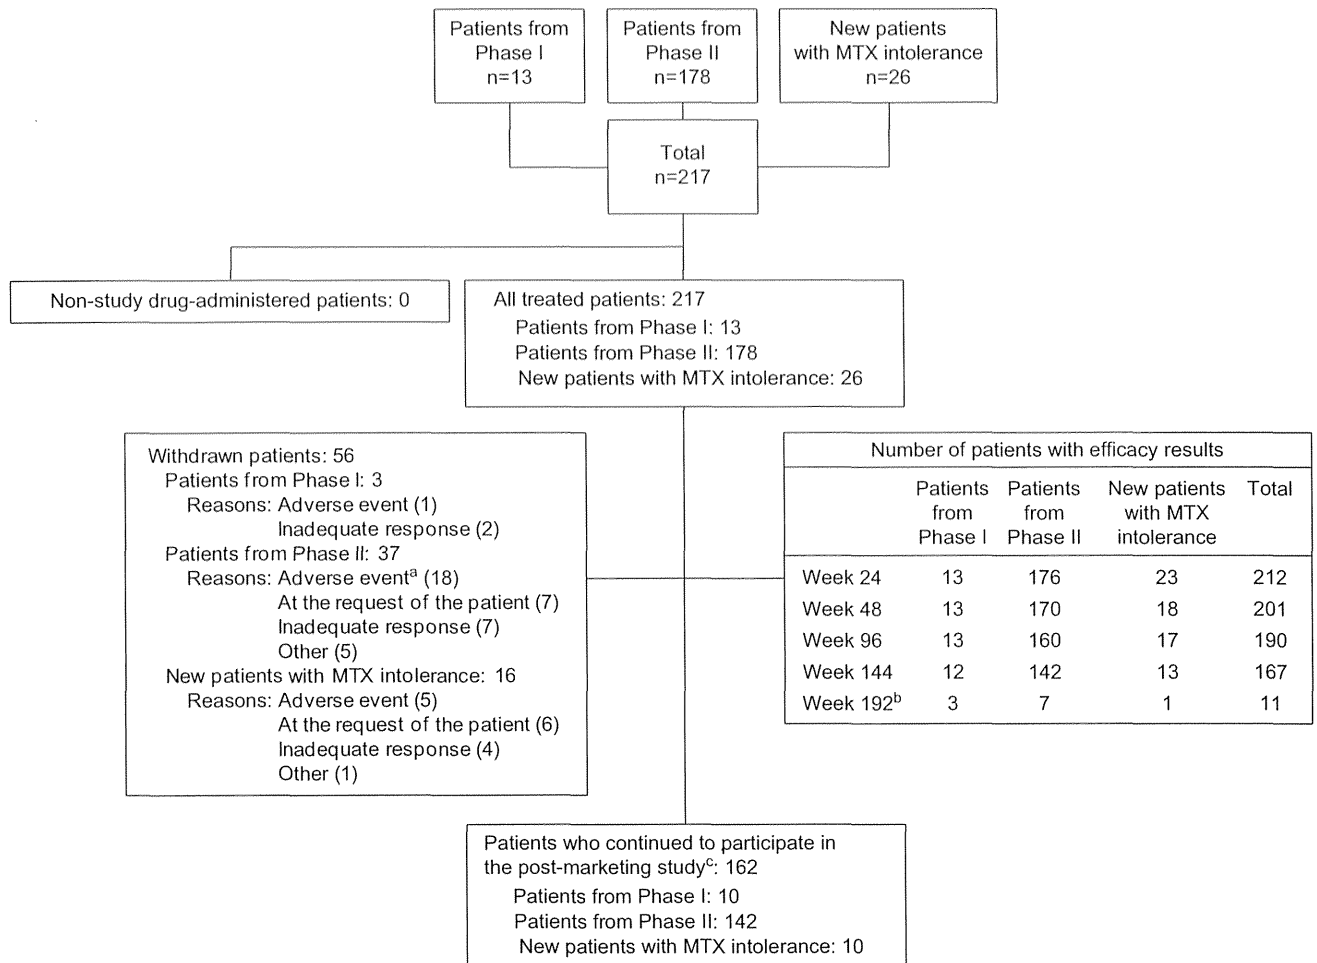 Patients from
Phase I
n=13
Patients from
Phase II
n=178
New patients
with MTX intolerance
n=26
Total
n=217
Non-study drug-administered patients: 0
All treated patients: 217
Patients from Phase I: 13
Patients from Phase II: 178
New patients with MTX intolerance: 26
Withdrawn patients: 56
Patients from Phase I: 3
Reasons: Adverse event (1)
Inadequate response (2)
Patients from Phase II: 37
Reasons: Adverse eventᵃ (18)
At the request of the patient (7)
Inadequate response (7)
Other (5)
New patients with MTX intolerance: 16
Reasons: Adverse event (5)
At the request of the patient (6)
Inadequate response (4)
Other (1)
Number of patients with efficacy results
Patients from Phase I Patients from Phase II New patients with MTX intolerance Total
Week 24 13 176 23 212
Week 48 13 170 18 201
Week 96 13 160 17 190
Week 144 12 142 13 167
Week 192ᵇ 3 7 1 11
Patients who continued to participate in
the post-marketing studyᶜ: 162
Patients from Phase I: 10
Patients from Phase II: 142
New patients with MTX intolerance: 10